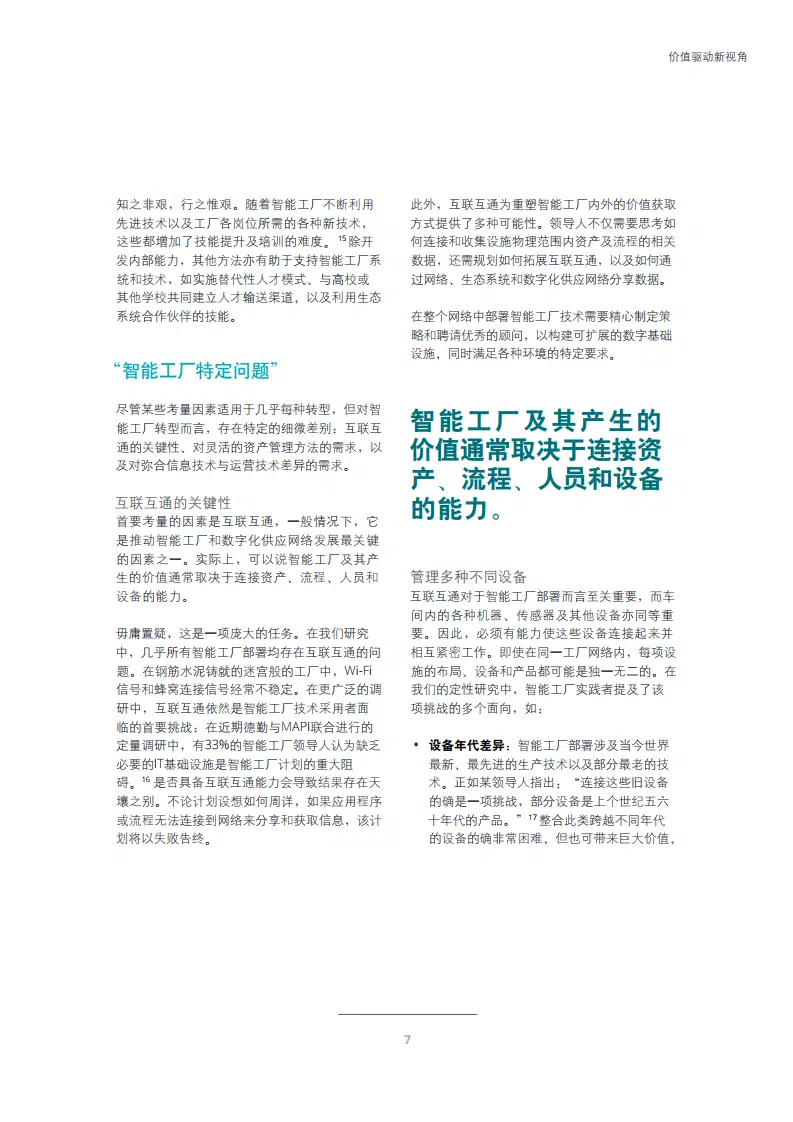 价值驱动新视角
知之非艰，行之惟艰。随着智能工厂不断利用
先进技术以及工厂各岗位所需的各种新技术，
这些都增加了技能提升及培训的难度。¹⁵ 除开
发内部能力，其他方法亦有助于支持智能工厂系
统和技术，如实施替代性人才模式、与高校或
其他学校共同建立人才输送渠道，以及利用生态
系统合作伙伴的技能。
“智能工厂特定问题”
尽管某些考量因素适用于几乎每种转型，但对智
能工厂转型而言，存在特定的细微差别：互联互
通的关键性、对灵活的资产管理方法的需求，以
及对弥合信息技术与运营技术差异的需求。
互联互通的关键性
首要考量的因素是互联互通，一般情况下，它
是推动智能工厂和数字化供应网络发展最关键
的因素之一。实际上，可以说智能工厂及其产
生的价值通常取决于连接资产、流程、人员和
设备的能力。
毋庸置疑，这是一项庞大的任务。在我们研究
中，几乎所有智能工厂部署均存在互联互通的问
题。在钢筋水泥铸就的迷宫般的工厂中，Wi-Fi
信号和蜂窝连接信号经常不稳定。在更广泛的调
研中，互联互通依然是智能工厂技术采用者面
临的首要挑战：在近期德勤与MAPI联合进行的
定量调研中，有33%的智能工厂领导人认为缺乏
必要的IT基础设施是智能工厂计划的重大阻
碍。¹⁶ 是否具备互联互通能力会导致结果存在天
壤之别。不论计划设想如何周详，如果应用程序
或流程无法连接到网络来分享和获取信息，该计
划将以失败告终。
此外，互联互通为重塑智能工厂内外的价值获取
方式提供了多种可能性。领导人不仅需要思考如
何连接和收集设施物理范围内资产及流程的相关
数据，还需规划如何拓展互联互通，以及如何通
过网络、生态系统和数字化供应网络分享数据。
在整个网络中部署智能工厂技术需要精心制定策
略和聘请优秀的顾问，以构建可扩展的数字基础
设施，同时满足各种环境的特定要求。
智能工厂及其产生的
价值通常取决于连接资
产、流程、人员和设备
的能力。
管理多种不同设备
互联互通对于智能工厂部署而言至关重要，而车
间内的各种机器、传感器及其他设备亦同等重
要。因此，必须有能力使这些设备连接起来并
相互紧密工作。即使在同一工厂网络内，每项设
施的布局、设备和产品都可能是独一无二的。在
我们的定性研究中，智能工厂实践者提及了该
项挑战的多个面向，如：
• 设备年代差异：智能工厂部署涉及当今世界
最新、最先进的生产技术以及部分最老的技
术。正如某领导人指出：“连接这些旧设备
的确是一项挑战，部分设备是上个世纪五六
十年代的产品。”¹⁷ 整合此类跨越不同年代
的设备的确非常困难，但也可带来巨大价值，
7